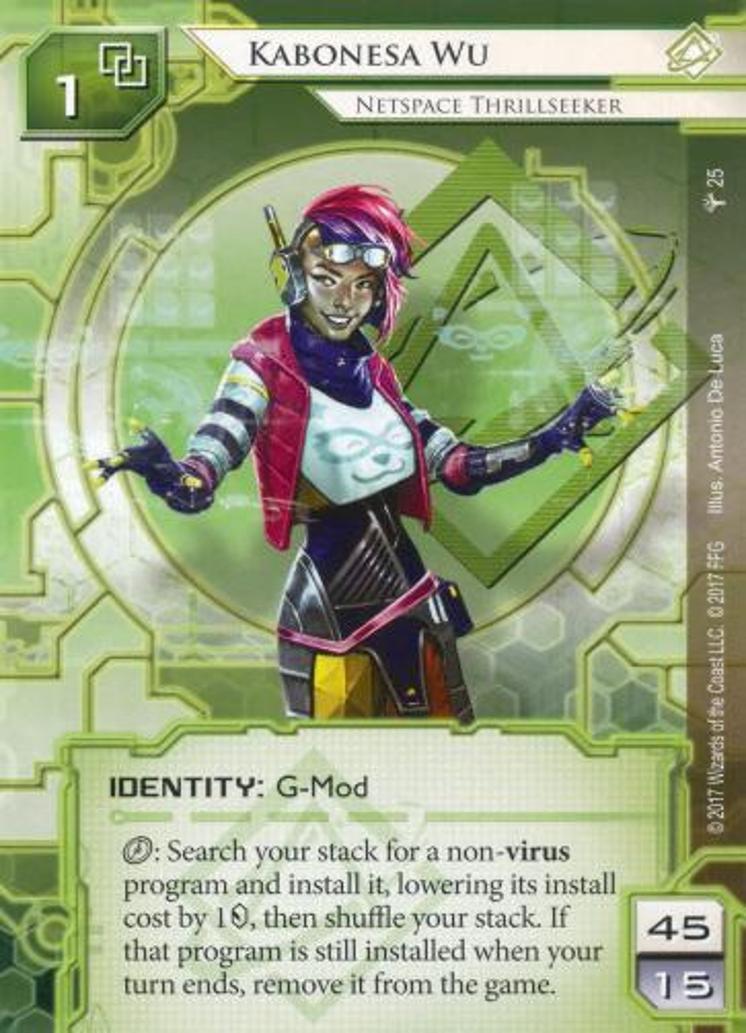 1
KABONESA WU
NETSPACE THRILLSEEKER
25
Illus. Antonio De Luca
© 2017 Wizards of the Coast LLC. © 2017 FFG
IDENTITY: G-Mod
: Search your stack for a non-virus
program and install it, lowering its install
cost by 1, then shuffle your stack. If
that program is still installed when your
turn ends, remove it from the game.
45
15